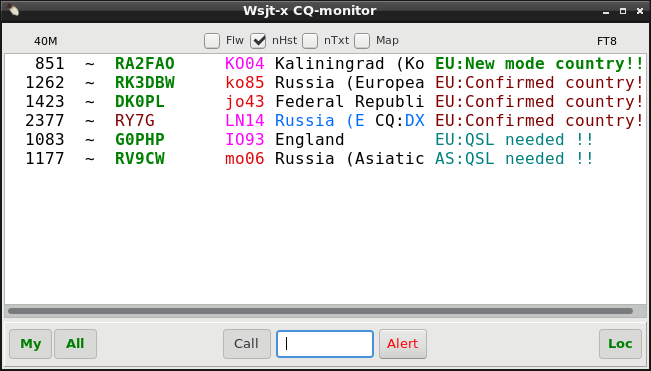 Wsjt-x CQ-monitor
40M Flw nHst nTxt Map FT8
851 ~ RA2FAO KO04 Kaliningrad (Ko EU:New mode country!!
1262 ~ RK3DBW ko85 Russia (Europea EU:Confirmed country!
1423 ~ DK0PL jo43 Federal Republi EU:Confirmed country!
2377 ~ RY7G LN14 Russia (E CQ:DX EU:Confirmed country!
1083 ~ G0PHP IO93 England EU:QSL needed !!
1177 ~ RV9CW mo06 Russia (Asiatic AS:QSL needed !!
My All Call Alert Loc